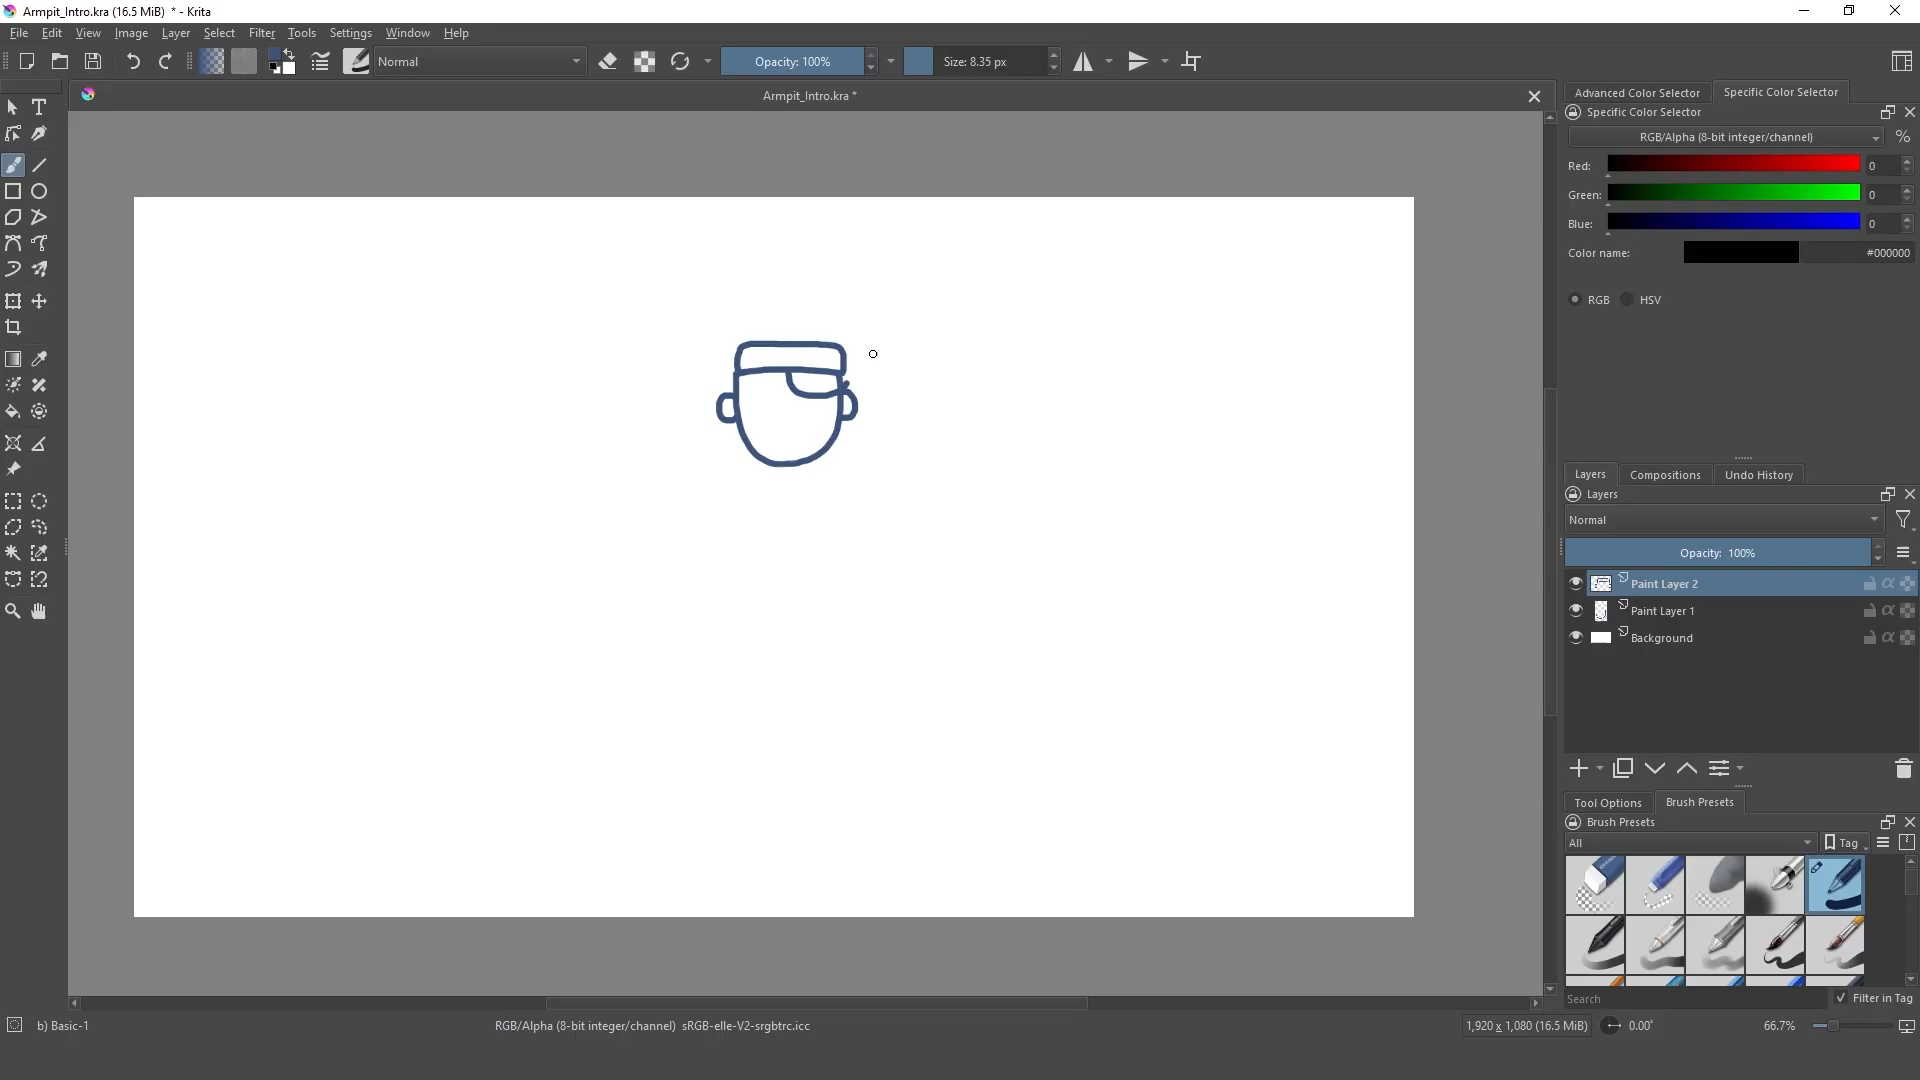 Armpit_Intro.kra (16.5 MiB)  * - Krita
File Edit View Image Layer Select Filter Tools Settings Window Help
Normal Opacity: 100% Size: 8.35 px
Armpit_Intro.kra *
Advanced Color Selector Specific Color Selector
Specific Color Selector
RGB/Alpha (8-bit integer/channel) %
Red: 0
Green: 0
Blue: 0
Color name: #000000
RGB HSV
Layers Compositions Undo History
Layers
Normal
Opacity: 100%
Paint Layer 2
Paint Layer 1
Background
Tool Options Brush Presets
Brush Presets
All Tag
Search Filter in Tag
b) Basic-1 RGB/Alpha (8-bit integer/channel) sRGB-elle-V2-srgbtrc.icc 1,920 x 1,080 (16.5 MiB) 0.00° 66.7%